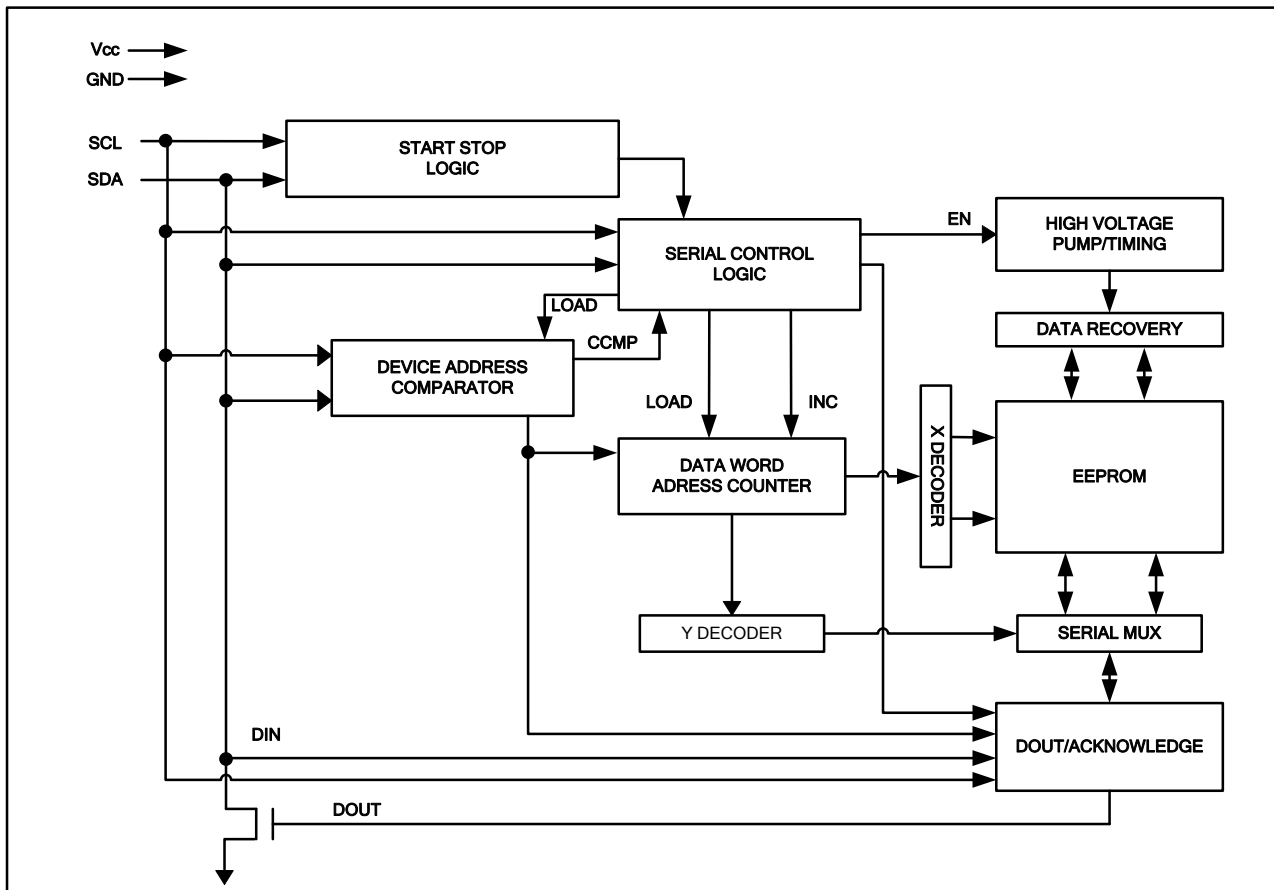 Vcc
GND
SCL
SDA
START STOP
LOGIC
SERIAL CONTROL
LOGIC
EN
HIGH VOLTAGE
PUMP/TIMING
DATA RECOVERY
LOAD
CCMP
DEVICE ADDRESS
COMPARATOR
LOAD
INC
DATA WORD
ADRESS COUNTER
X DECODER
EEPROM
Y DECODER
SERIAL MUX
DIN
DOUT/ACKNOWLEDGE
DOUT